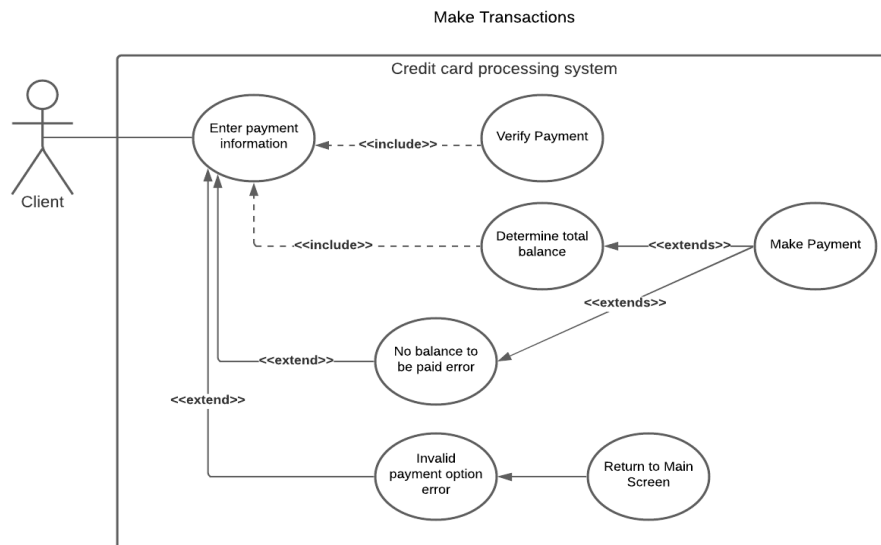 Make Transactions
Credit card processing system
Enter payment
information
<<include>>
Verify Payment
Client
<<include>>
Determine total
balance
<<extends>>
Make Payment
<<extends>>
<<extend>>
No balance to
be paid error
<<extend>>
Invalid
payment option
error
Return to Main
Screen